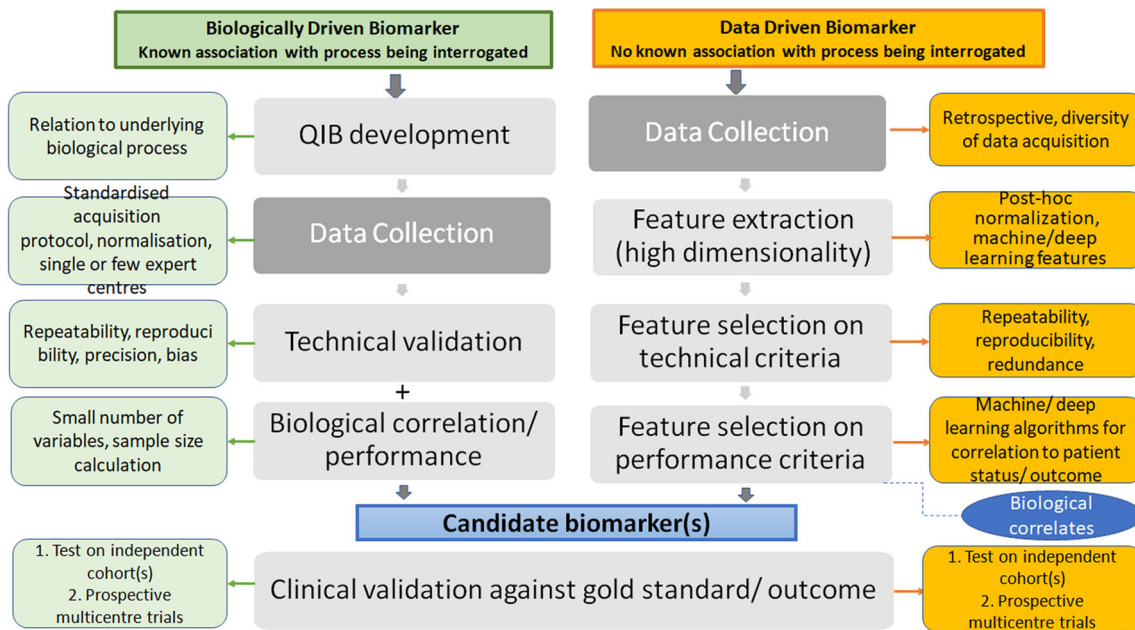 Biologically Driven Biomarker
Known association with process being interrogated
Data Driven Biomarker
No known association with process being interrogated
Relation to underlying
biological process
QIB development
Data Collection
Retrospective, diversity
of data acquisition
Standardised
acquisition
protocol, normalisation,
single or few expert
centres
Data Collection
Feature extraction
(high dimensionality)
Post-hoc
normalization,
machine/deep
learning features
Repeatability, reproduci
bility, precision, bias
Technical validation
Feature selection on
technical criteria
Repeatability,
reproducibility,
redundance
+
Small number of
variables, sample size
calculation
Biological correlation/
performance
Feature selection on
performance criteria
Machine/ deep
learning algorithms for
correlation to patient
status/ outcome
Biological
correlates
Candidate biomarker(s)
1. Test on independent
cohort(s)
2. Prospective
multicentre trials
Clinical validation against gold standard/ outcome
1. Test on independent
cohort(s)
2. Prospective
multicentre trials